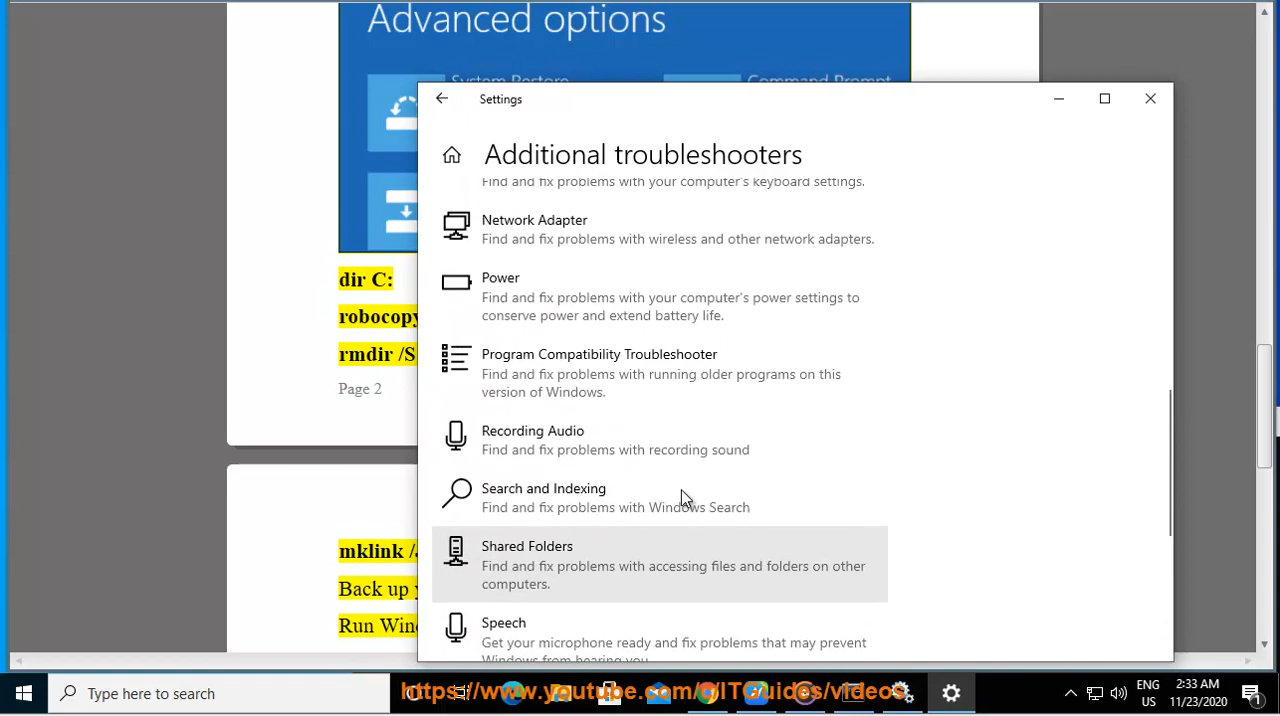 Advanced options
System Restore
Command Prompt
Settings
Additional troubleshooters
Find and fix problems with your computer's keyboard settings.
Network Adapter
Find and fix problems with wireless and other network adapters.
Power
Find and fix problems with your computer's power settings to
conserve power and extend battery life.
Program Compatibility Troubleshooter
Find and fix problems with running older programs on this
version of Windows.
Recording Audio
Find and fix problems with recording sound
Search and Indexing
Find and fix problems with Windows Search
Shared Folders
Find and fix problems with accessing files and folders on other
computers.
Speech
Get your microphone ready and fix problems that may prevent
Windows from hearing you
dir C:
robocopy
rmdir /S
Page 2
mklink
Back up
Run
Type here to search
https://www.youtube.com/c/ITGuides/videos
ENG
US
2:33 AM
11/23/2020
1